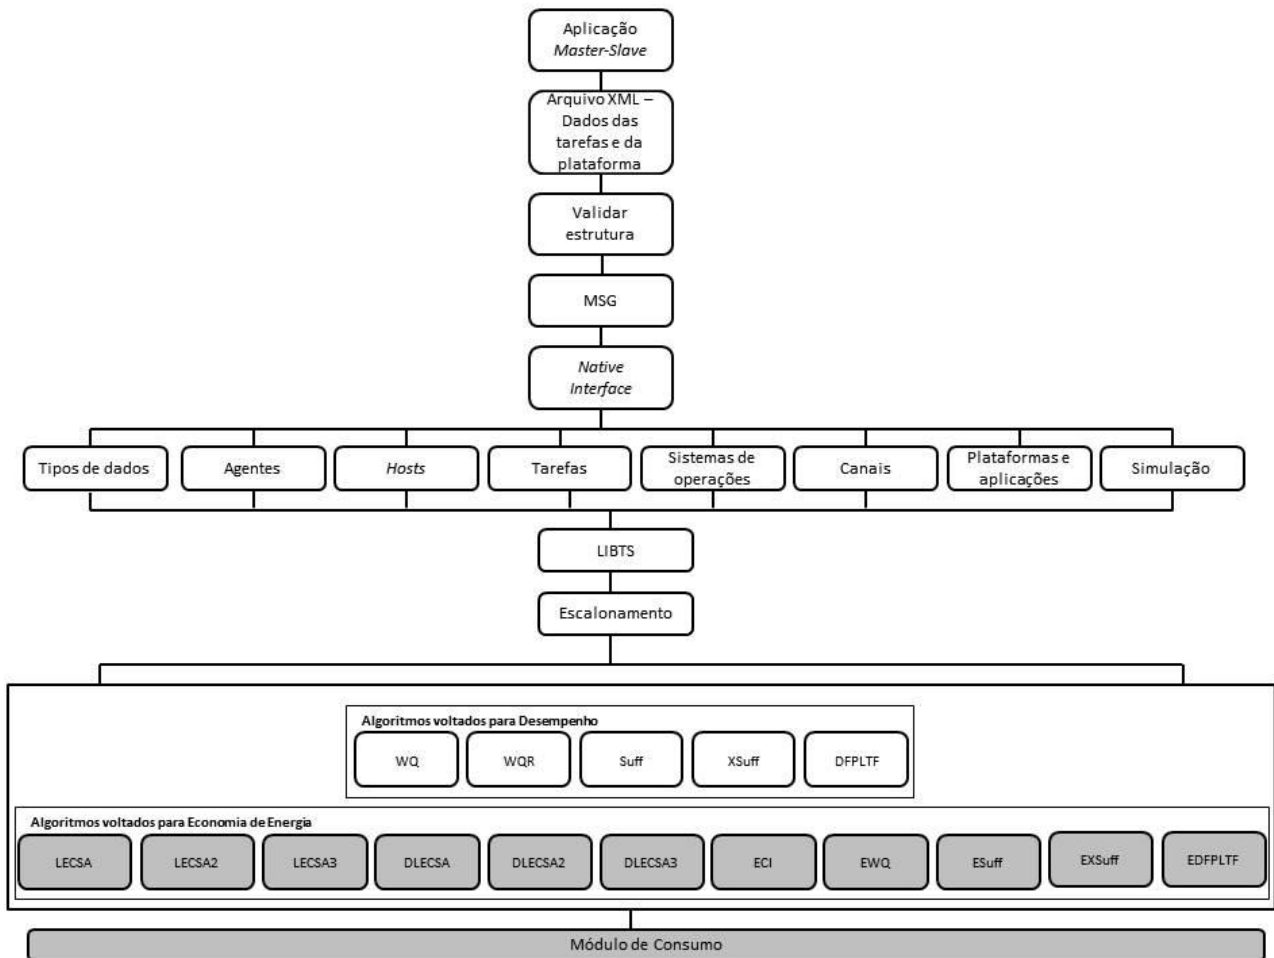 Aplicação
Master-Slave
Arquivo XML –
Dados das
tarefas e da
plataforma
Validar
estrutura
MSG
Native
Interface
Tipos de dados
Agentes
Hosts
Tarefas
Sistemas de
operações
Canais
Plataformas e
aplicações
Simulação
LIBTS
Escalonamento
Algoritmos voltados para Desempenho
WQ
WQR
Suff
XSuff
DFPLTF
Algoritmos voltados para Economia de Energia
LECSA
LECSA2
LECSA3
DLECSA
DLECSA2
DLECSA3
ECI
EWQ
ESuff
EXSuff
EDFPLTF
Módulo de Consumo